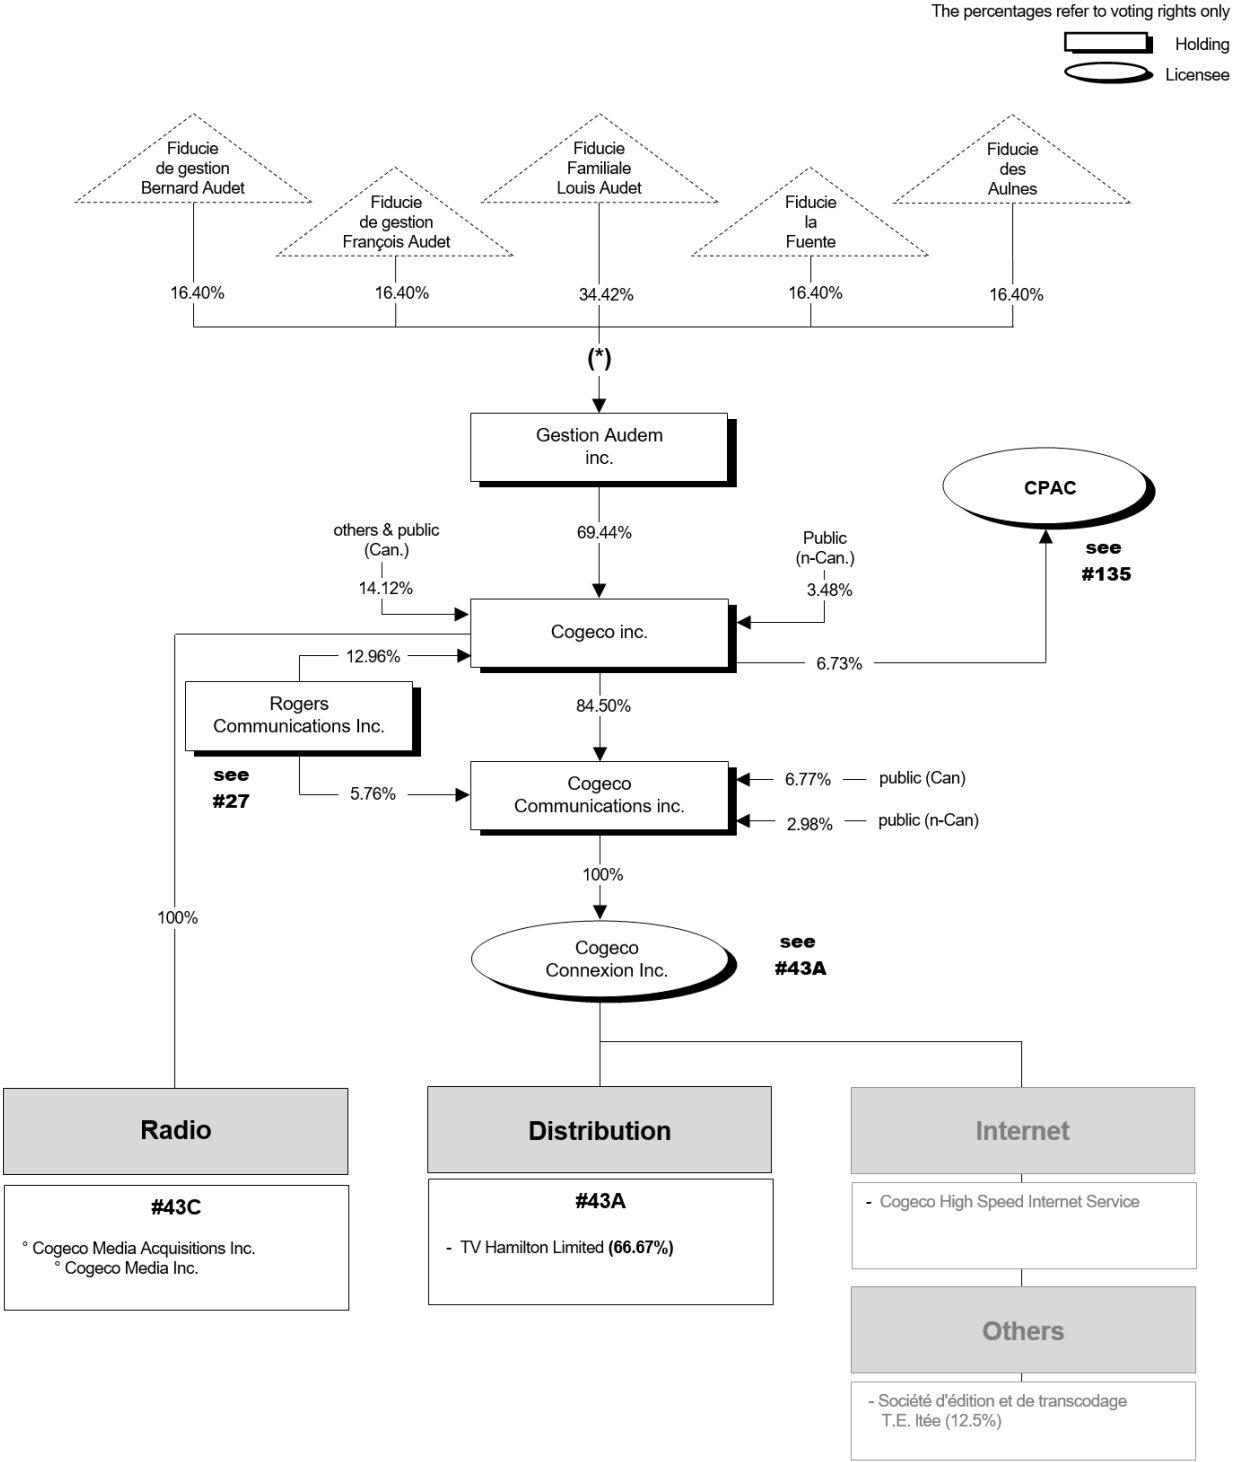 The percentages refer to voting rights only
Holding
Licensee
Fiducie
de gestion
Bernard Audet
Fiducie
de gestion
François Audet
Fiducie
Familiale
Louis Audet
Fiducie
la
Fuente
Fiducie
des
Aulnes
16.40%
16.40%
34.42%
16.40%
16.40%
(*)
Gestion Audem
inc.
CPAC
see
#135
69.44%
others & public
(Can.)
14.12%
Public
(n-Can.)
3.48%
Cogeco inc.
12.96%
6.73%
Rogers
Communications Inc.
see
#27
84.50%
5.76%
Cogeco
Communications inc.
6.77%
public (Can)
2.98%
public (n-Can)
100%
100%
Cogeco
Connexion Inc.
see
#43A
Radio
#43C
° Cogeco Media Acquisitions Inc.
° Cogeco Media Inc.
Distribution
#43A
- TV Hamilton Limited (66.67%)
Internet
- Cogeco High Speed Internet Service
Others
- Société d'édition et de transcodage
T.E. ltée (12.5%)